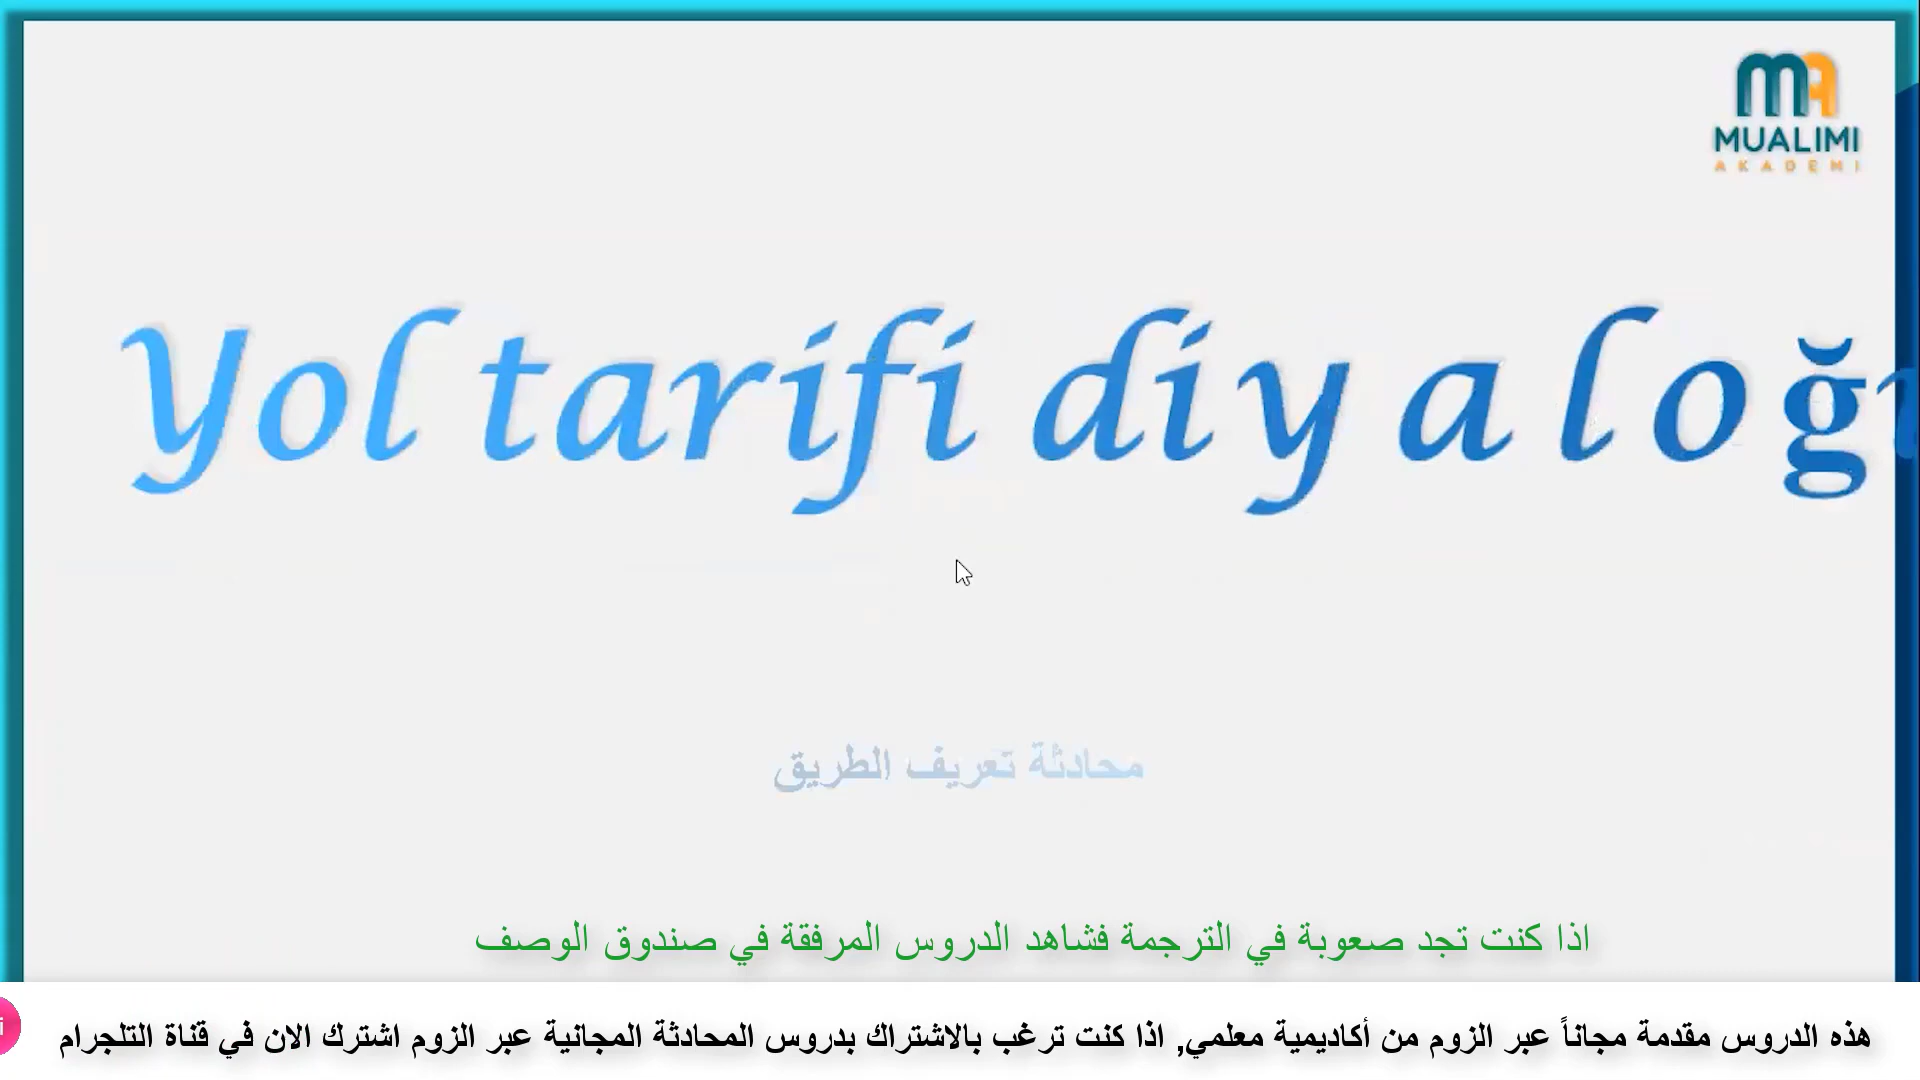 MUALIMI
AKADEMI
Yol tarifi diyaloğı
محادثة تعريف الطريق
اذا كنت تجد صعوبة في الترجمة فشاهد الدروس المرفقة في صندوق الوصف
هذه الدروس مقدمة مجاناً عبر الزوم من أكاديمية معلمي, اذا كنت ترغب بالاشتراك بدروس المحادثة المجانية عبر الزوم اشترك الان في قناة التلجرام